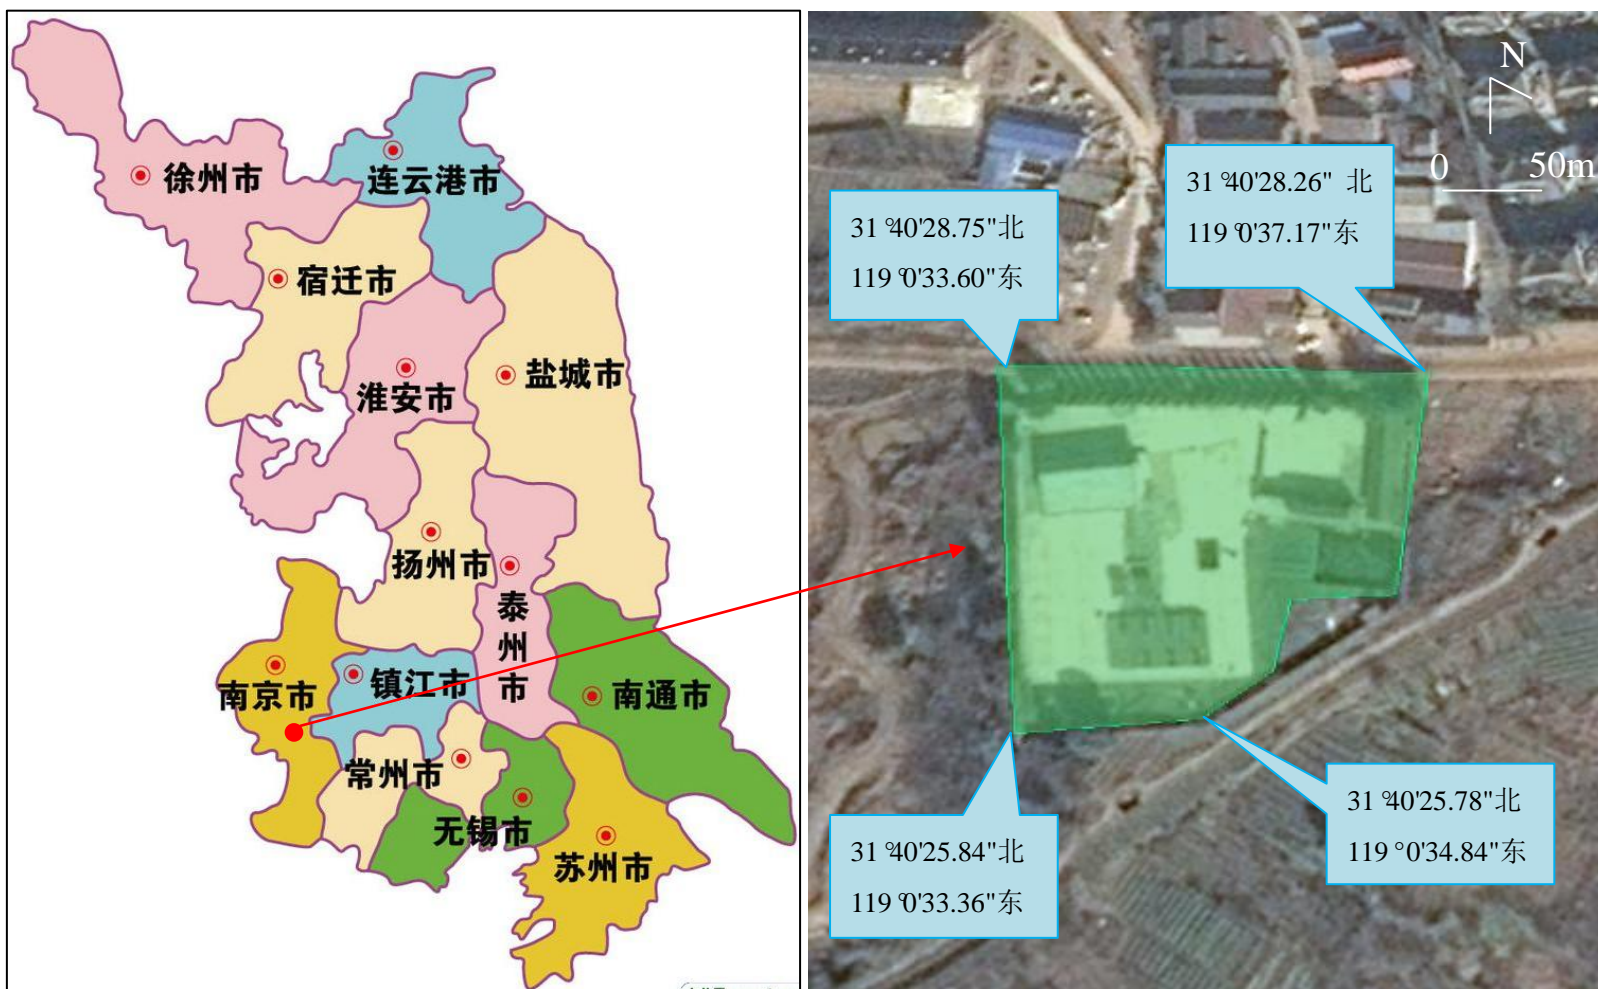 徐州市
连云港市
宿迁市
淮安市
盐城市
扬州市
泰州市
南京市
镇江市
南通市
常州市
无锡市
苏州市
N
0 50m
31°40'28.75"北
119°0'33.60"东
31°40'28.26" 北
119°0'37.17"东
31°40'25.84"北
119°0'33.36"东
31°40'25.78"北
119°0'34.84"东